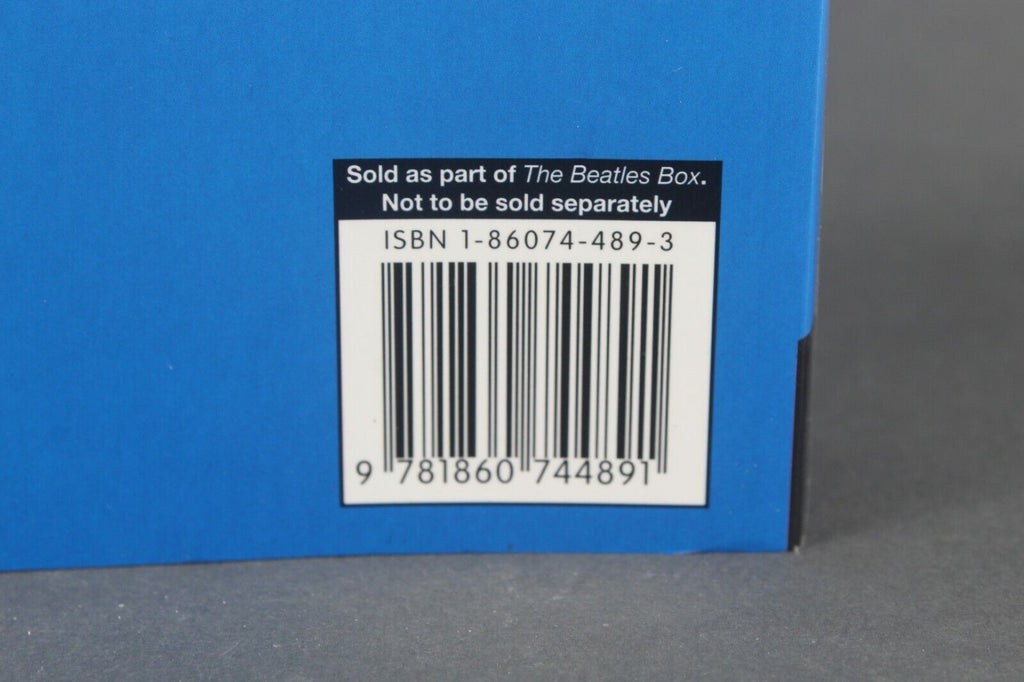 Sold as part of The Beatles Box.
Not to be sold separately
ISBN 1-86074-489-3
9 781860 744891